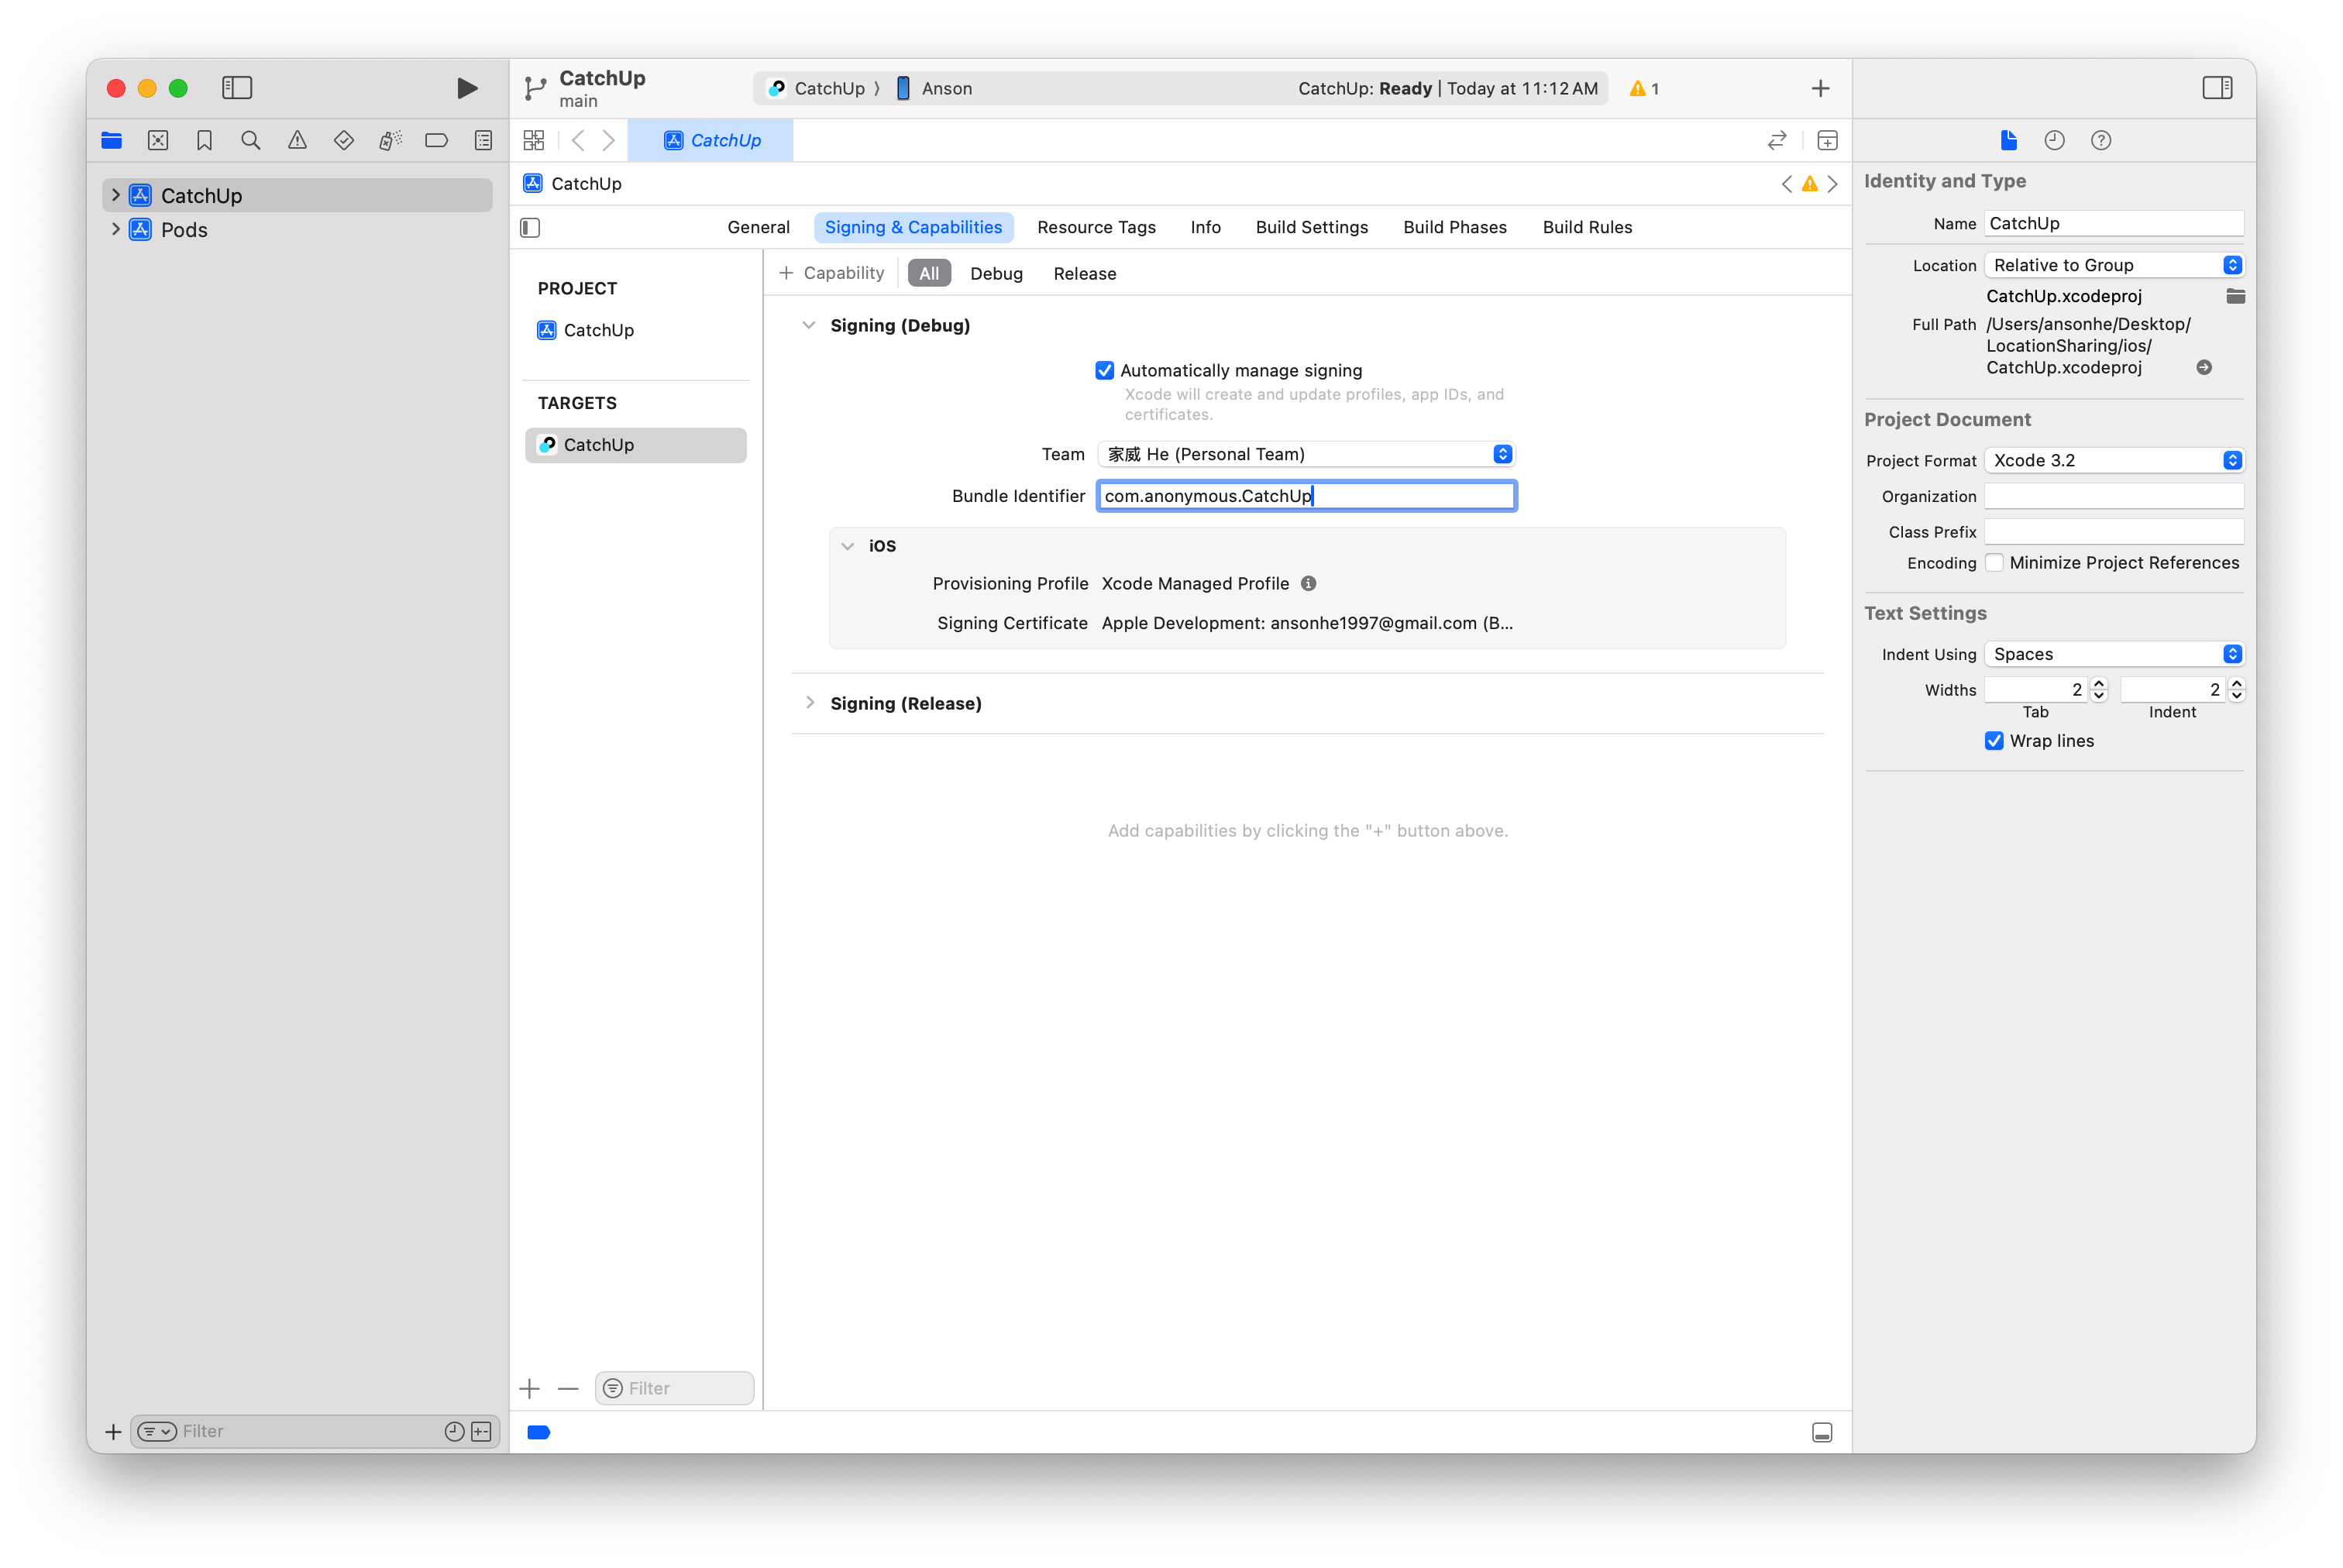 CatchUp
main
CatchUp
Anson
CatchUp: Ready | Today at 11:12 AM
1
CatchUp
CatchUp
Pods
CatchUp
General
Signing & Capabilities
Resource Tags
Info
Build Settings
Build Phases
Build Rules
PROJECT
CatchUp
TARGETS
CatchUp
Filter
+ Capability
All
Debug
Release
Signing (Debug)
Automatically manage signing
Xcode will create and update profiles, app IDs, and
certificates.
Team 家威 He (Personal Team)
Bundle Identifier com.anonymous.CatchUp
iOS
Provisioning Profile Xcode Managed Profile
Signing Certificate Apple Development: ansonhe1997@gmail.com (B...
Signing (Release)
Add capabilities by clicking the "+" button above.
Filter
Identity and Type
Name CatchUp
Location Relative to Group
CatchUp.xcodeproj
Full Path /Users/ansonhe/Desktop/
LocationSharing/ios/
CatchUp.xcodeproj
Project Document
Project Format Xcode 3.2
Organization
Class Prefix
Encoding Minimize Project References
Text Settings
Indent Using Spaces
Widths 2 2
Tab Indent
Wrap lines